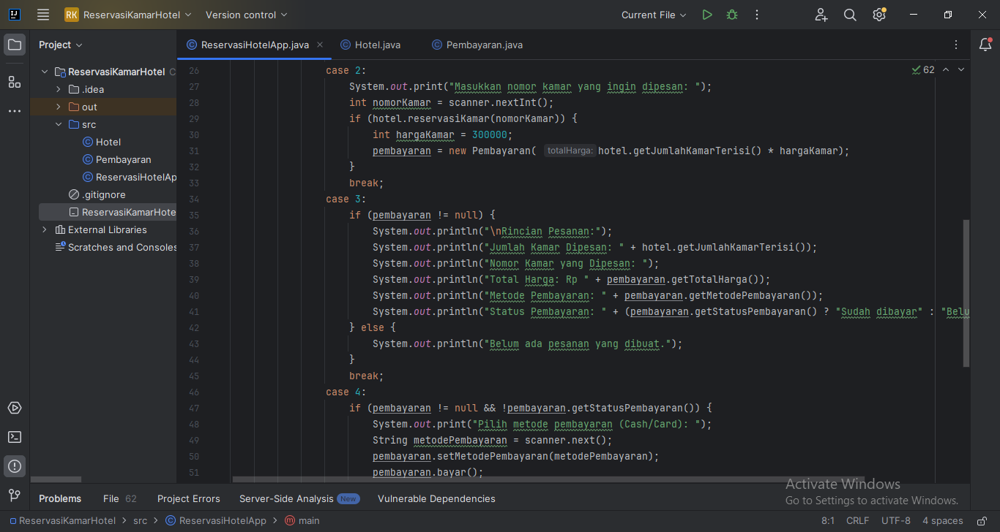 RK ReservasiKamarHotel Version control Current File
Project
ReservasiHotelApp.java Hotel.java Pembayaran.java
ReservasiKamarHotel C
.idea
out
src
Hotel
Pembayaran
ReservasiHotelAp
.gitignore
ReservasiKamarHote
External Libraries
Scratches and Consoles
62
26 case 2:
27 System.out.print("Masukkan nomor kamar yang ingin dipesan: ");
28 int nomorKamar = scanner.nextInt();
29 if (hotel.reservasiKamar(nomorKamar)) {
30 int hargaKamar = 300000;
31 pembayaran = new Pembayaran( totalHarga: hotel.getJumlahKamarTerisi() * hargaKamar);
32 }
33 break;
34 case 3:
35 if (pembayaran != null) {
36 System.out.println("\nRincian Pesanan:");
37 System.out.println("Jumlah Kamar Dipesan: " + hotel.getJumlahKamarTerisi());
38 System.out.println("Nomor Kamar yang Dipesan: ");
39 System.out.println("Total Harga: Rp " + pembayaran.getTotalHarga());
40 System.out.println("Metode Pembayaran: " + pembayaran.getMetodePembayaran());
41 System.out.println("Status Pembayaran: " + (pembayaran.getStatusPembayaran() ? "Sudah dibayar" : "Belu
42 } else {
43 System.out.println("Belum ada pesanan yang dibuat.");
44 }
45 break;
46 case 4:
47 if (pembayaran != null && !pembayaran.getStatusPembayaran()) {
48 System.out.print("Pilih metode pembayaran (Cash/Card): ");
49 String metodePembayaran = scanner.next();
50 pembayaran.setMetodePembayaran(metodePembayaran);
51 pembayaran.bayar();
Activate Windows
Go to Settings to activate Windows.
Problems File 62 Project Errors Server-Side Analysis New Vulnerable Dependencies
ReservasiKamarHotel > src > ReservasiHotelApp > main 8:1 CRLF UTF-8 4 spaces